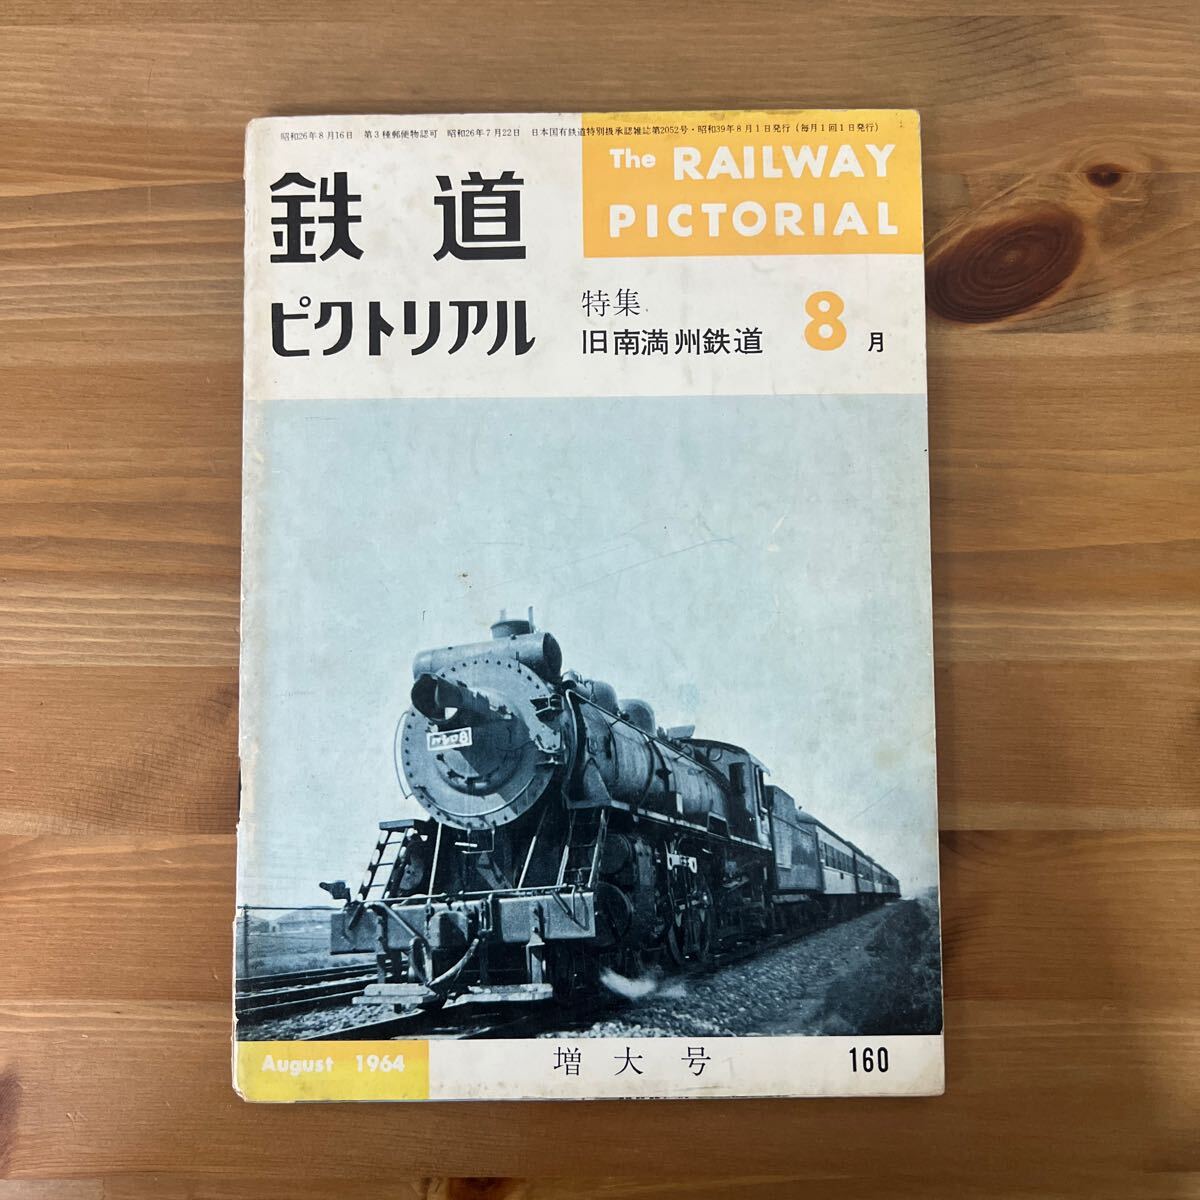 昭和26年8月16日 第3種郵便物認可 昭和26年7月22日 日本国有鉄道特別扱承認雑誌第2052号・昭和39年8月1日発行(毎月1回1日発行)
The RAILWAY
PICTORIAL
鉄道
ピクトリアル
特集
旧南満州鉄道
8月
August 1964
増大号
160